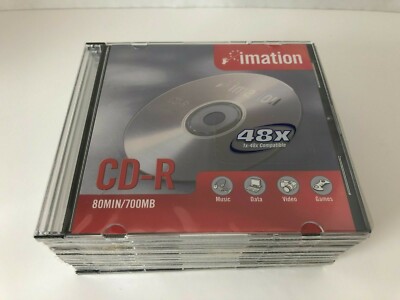 imation
48x
1x-48x Compatible
CD-R
80MIN/700MB
Music Data Video Games